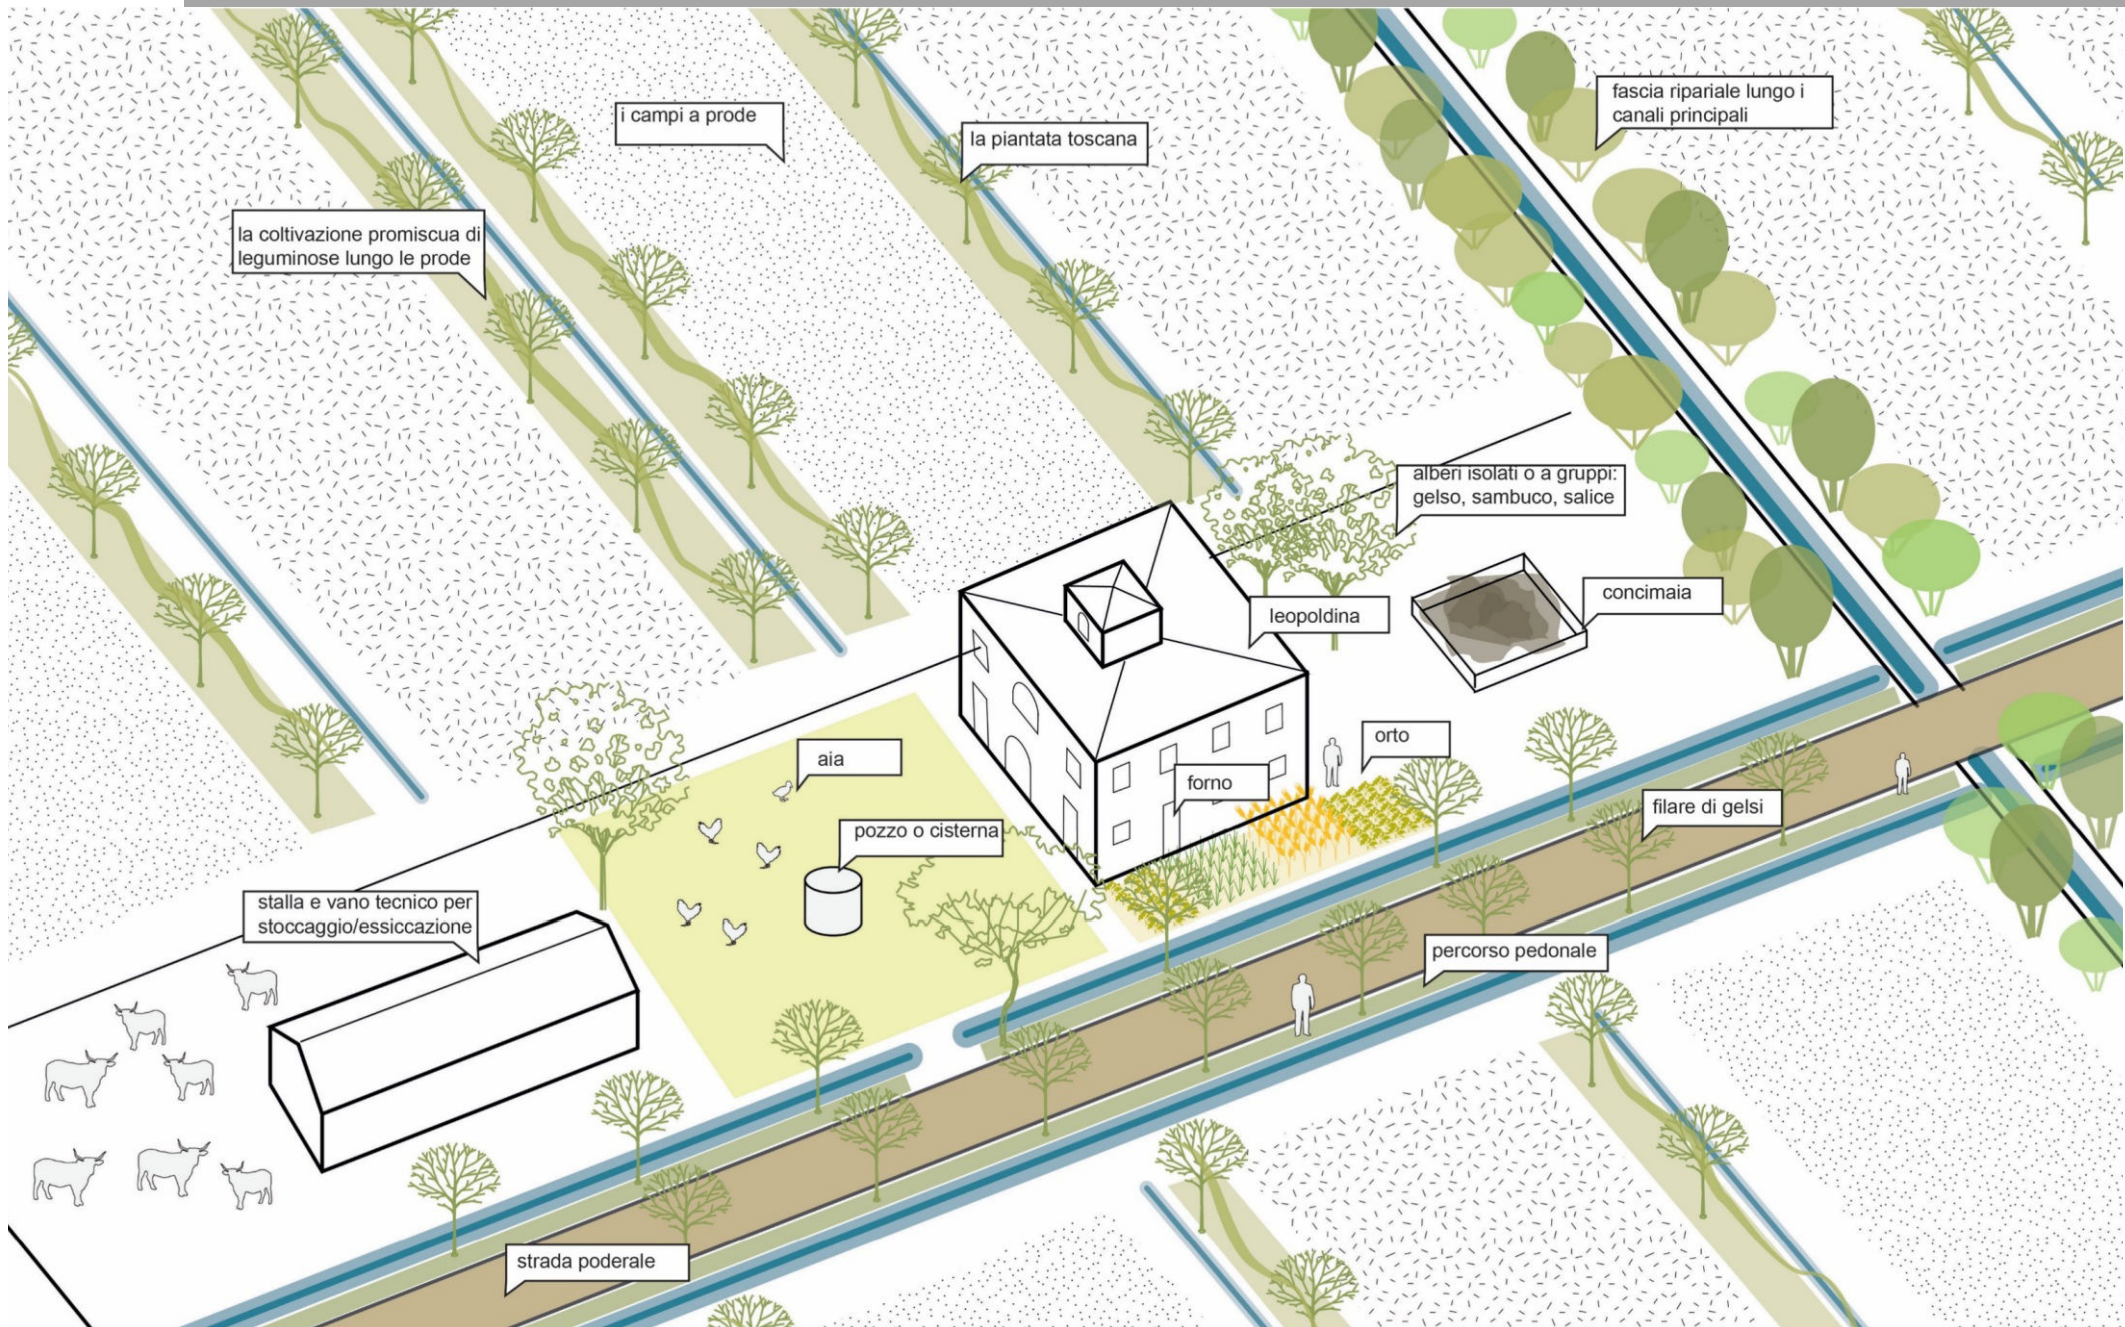 i campi a prode
la piantata toscana
fascia ripariale lungo i
canali principali
la coltivazione promiscua di
leguminose lungo le prode
alberi isolati o a gruppi:
gelso, sambuco, salice
leopoldina
concimaia
aia
orto
forno
filare di gelsi
pozzo o cisterna
stalla e vano tecnico per
stoccaggio/essiccazione
percorso pedonale
strada poderale